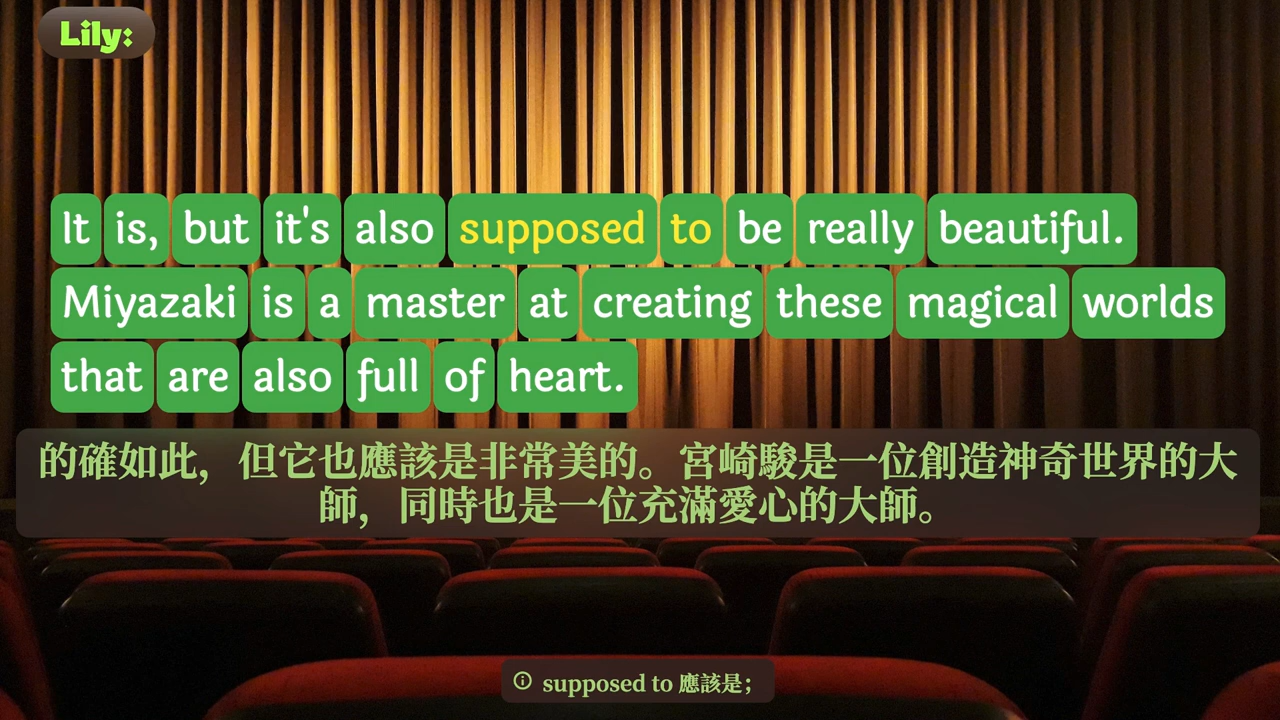 Lily:
It is, but it's also supposed to be really beautiful.
Miyazaki is a master at creating these magical worlds
that are also full of heart.
的確如此，但它也應該是非常美的。宮崎駿是一位創造神奇世界的大
師，同時也是一位充滿愛心的大師。
supposed to 應該是；